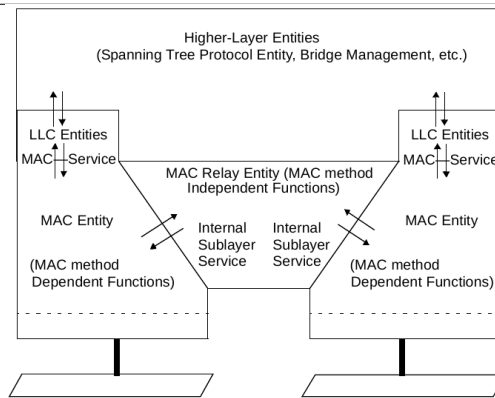 Higher-Layer Entities
(Spanning Tree Protocol Entity, Bridge Management, etc.)
LLC Entities
LLC Entities
MAC Service
MAC Service
MAC Relay Entity (MAC method
Independent Functions)
MAC Entity
MAC Entity
Internal
Sublayer
Service
Internal
Sublayer
Service
(MAC method
Dependent Functions)
(MAC method
Dependent Functions)